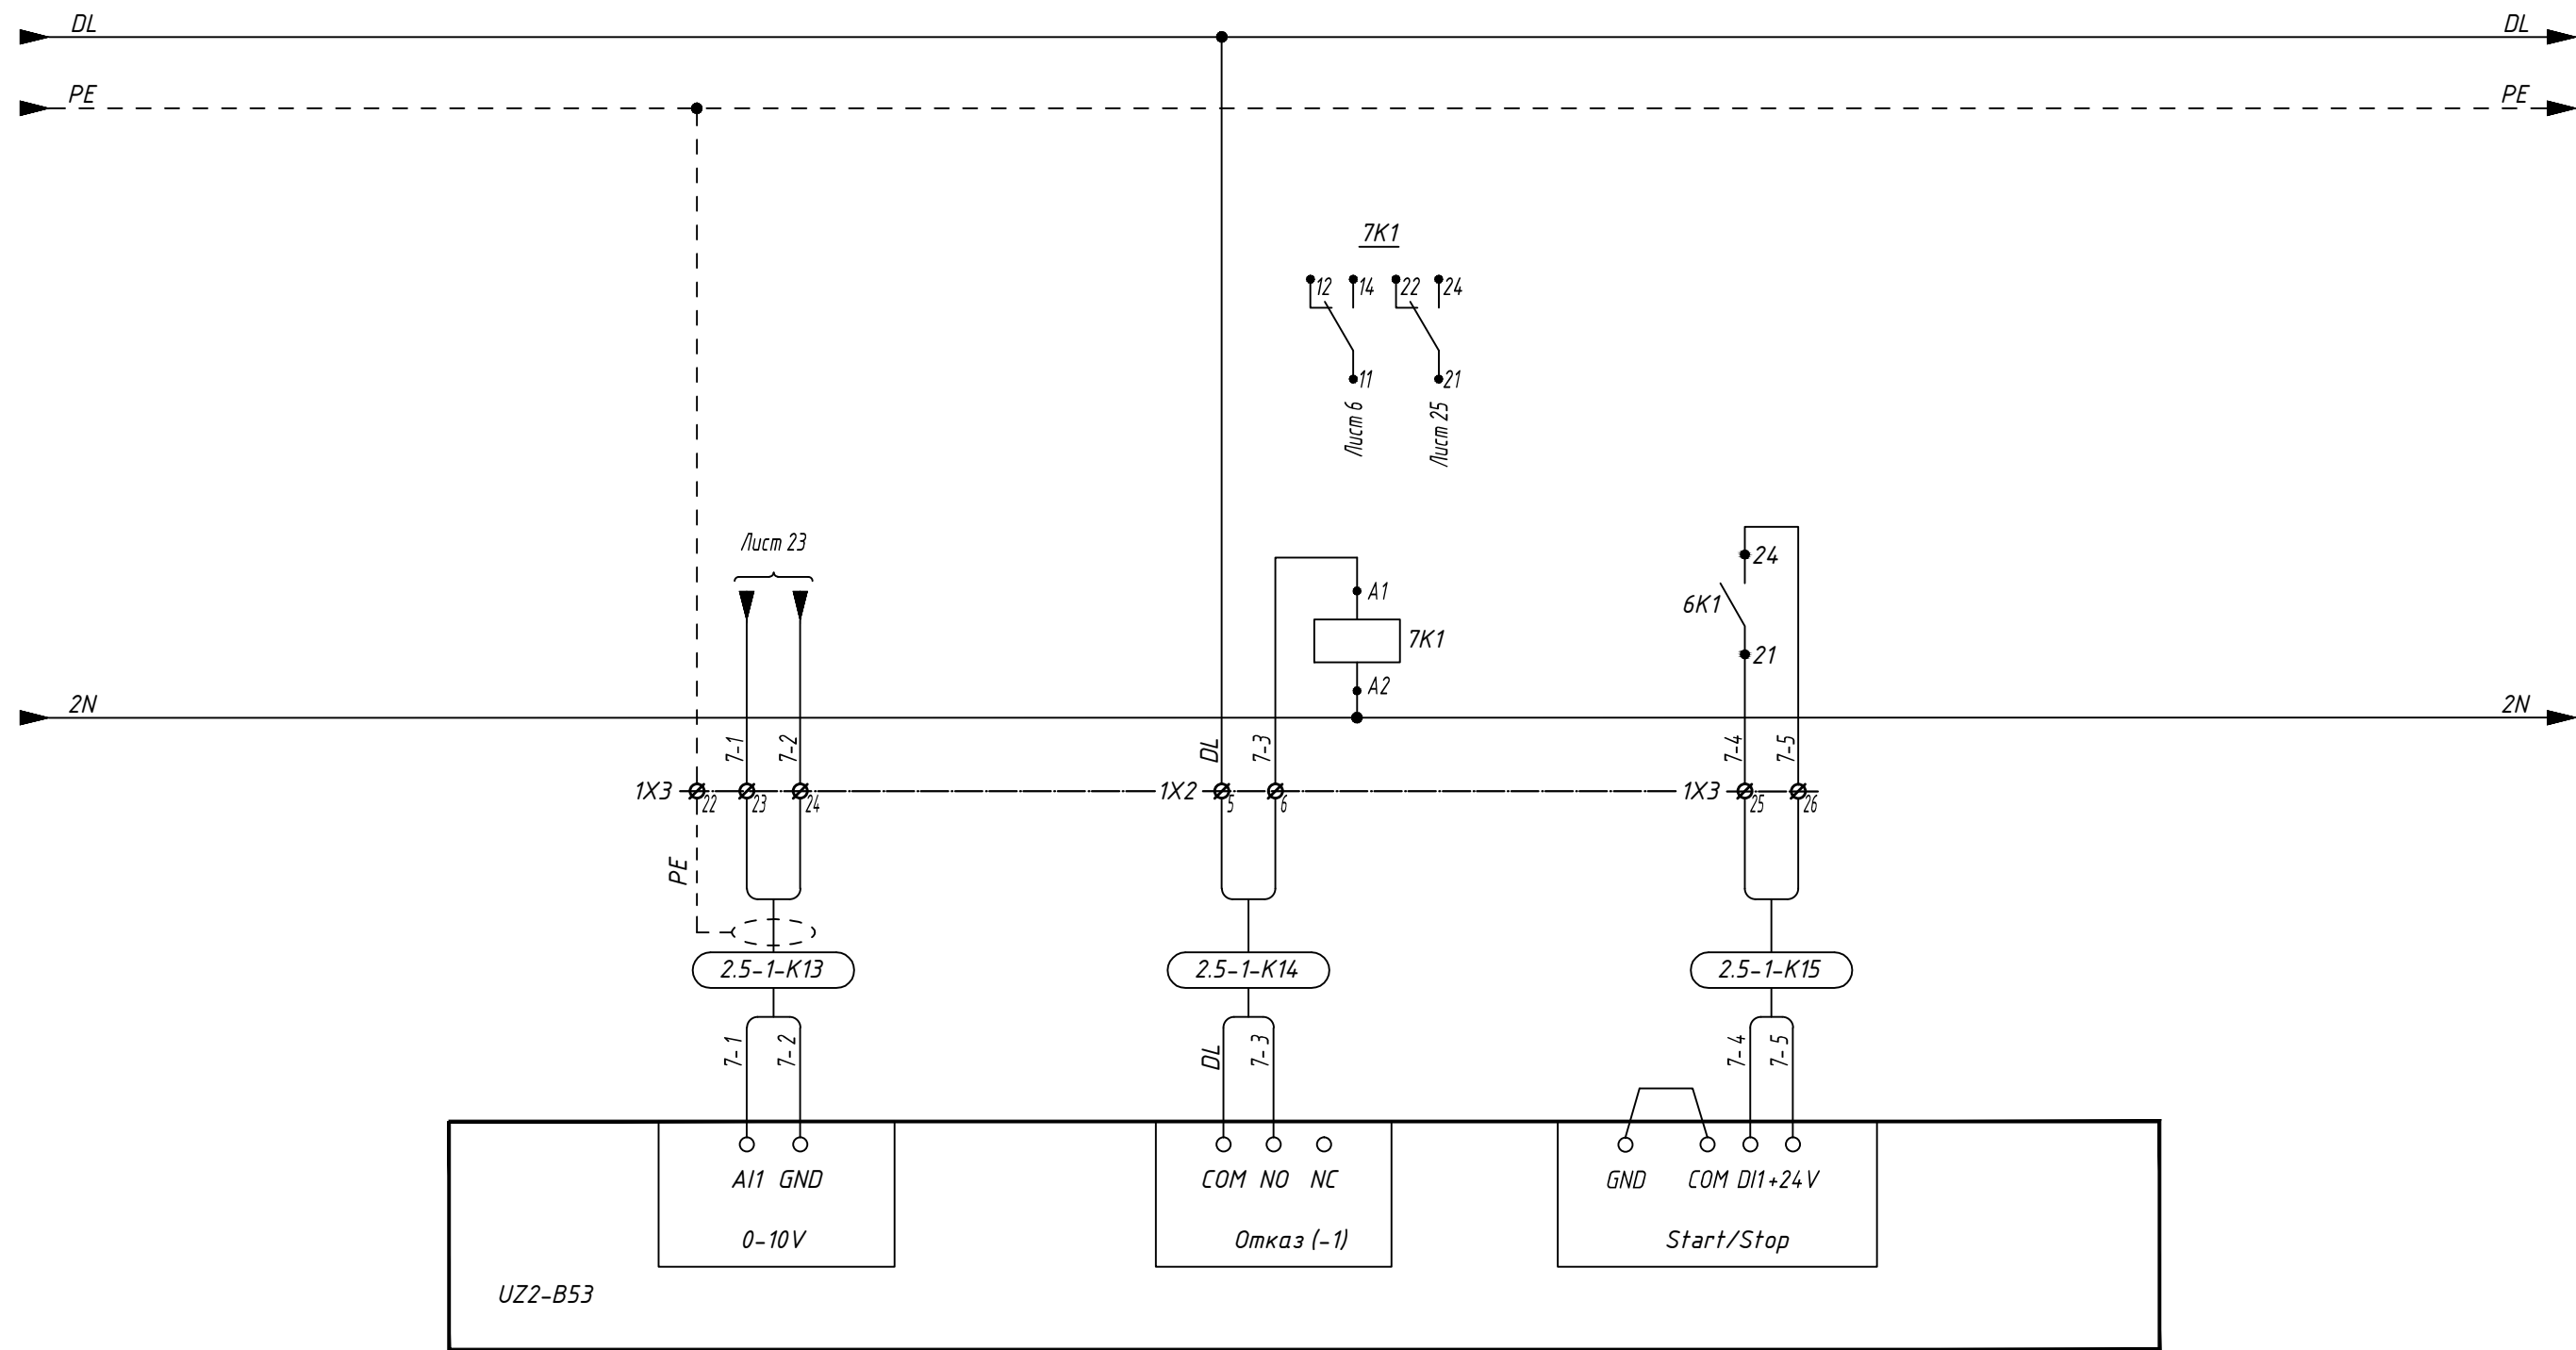 DL DL
PE PE
7K1
12 14 22 24
11 21
Лист 6
Лист 25
Лист 23
24
A1
6K1
7K1
21
A2
2N 2N
7-1 7-2 DL 7-3 7-4 7-5
1X3 22 23 24 1X2 5 6 1X3 25 26
PE
2.5-1-K13 2.5-1-K14 2.5-1-K15
7-1 7-2 DL 7-3 7-4 7-5
AI1 GND COM NO NC GND COM DI1 +24V
0-10V Отказ (-1) Start/Stop
UZ2-B53